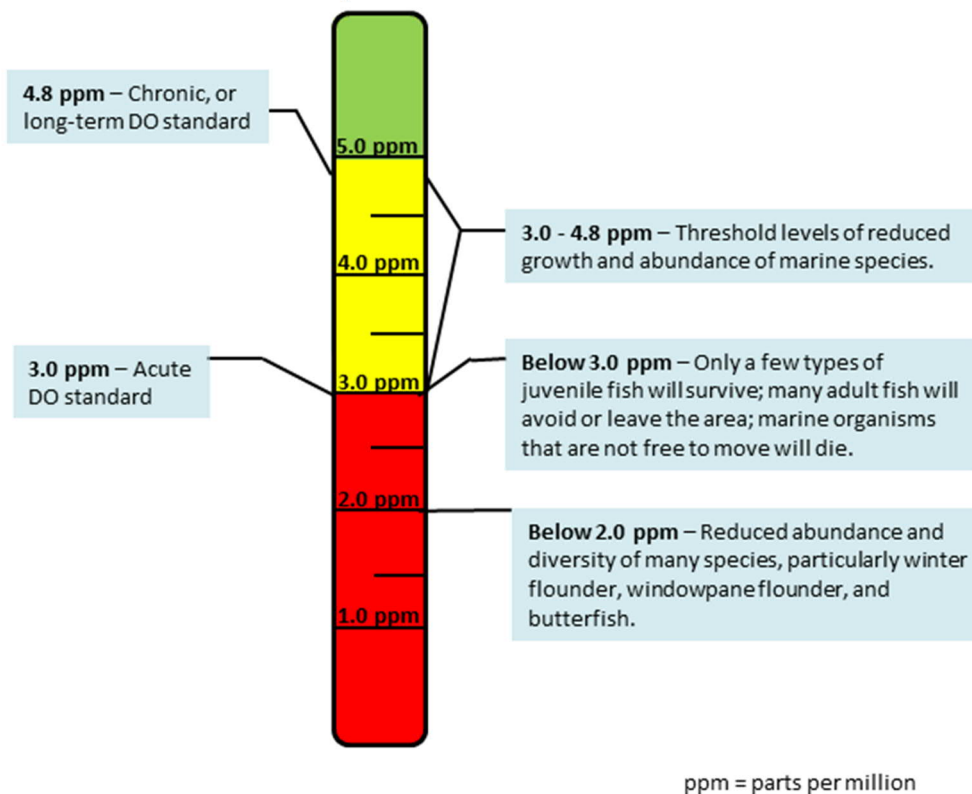 4.8 ppm – Chronic, or
long-term DO standard
5.0 ppm
3.0 - 4.8 ppm – Threshold levels of reduced
growth and abundance of marine species.
4.0 ppm
3.0 ppm – Acute
DO standard
3.0 ppm
Below 3.0 ppm – Only a few types of
juvenile fish will survive; many adult fish will
avoid or leave the area; marine organisms
that are not free to move will die.
2.0 ppm
Below 2.0 ppm – Reduced abundance and
diversity of many species, particularly winter
flounder, windowpane flounder, and
butterfish.
1.0 ppm
ppm = parts per million